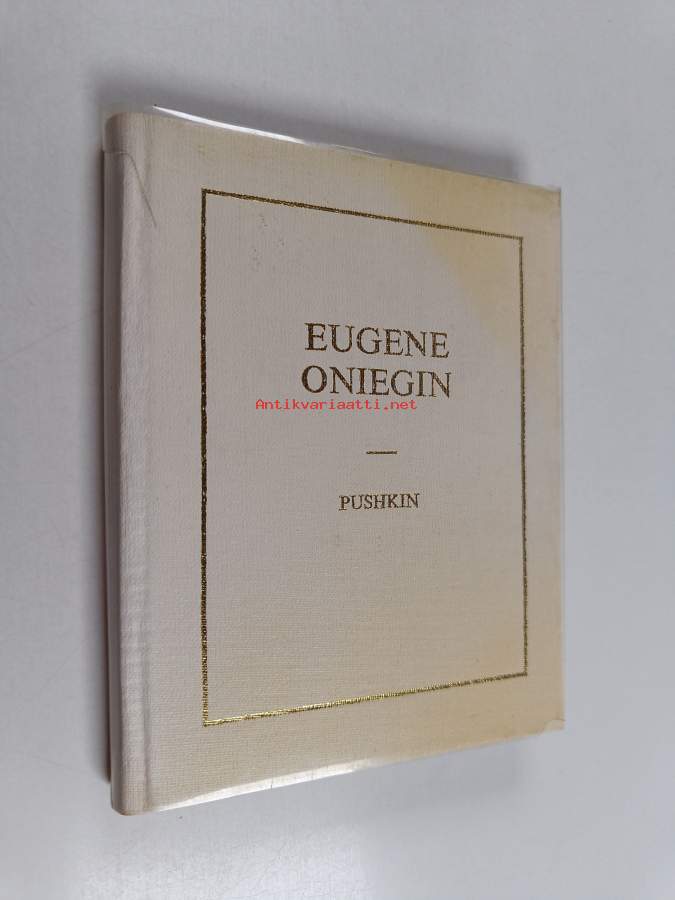 EUGENE
ONIEGIN
Antikvariaatti.net
PUSHKIN